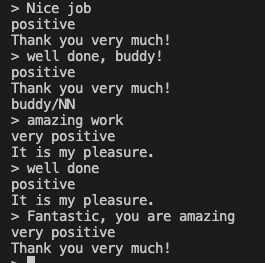 > Nice job
positive
Thank you very much!
> well done, buddy!
positive
Thank you very much!
buddy/NN
> amazing work
very positive
It is my pleasure.
> well done
positive
It is my pleasure.
> Fantastic, you are amazing
very positive
Thank you very much!
>